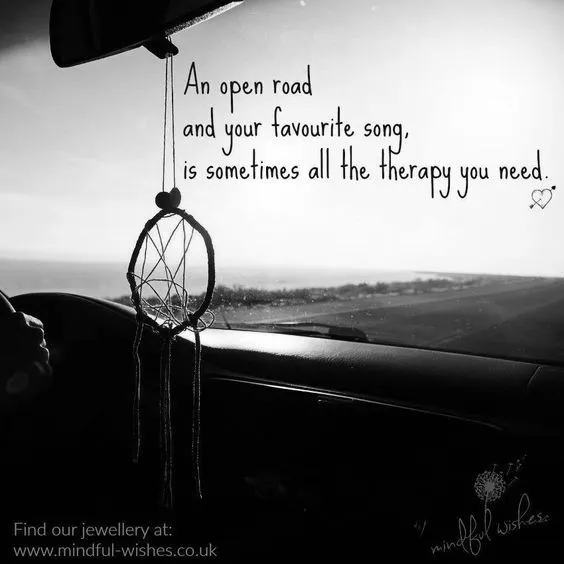 An open road
and your favourite song,
is sometimes all the therapy you need.
Find our jewellery at:
www.mindful-wishes.co.uk
mindful wishes